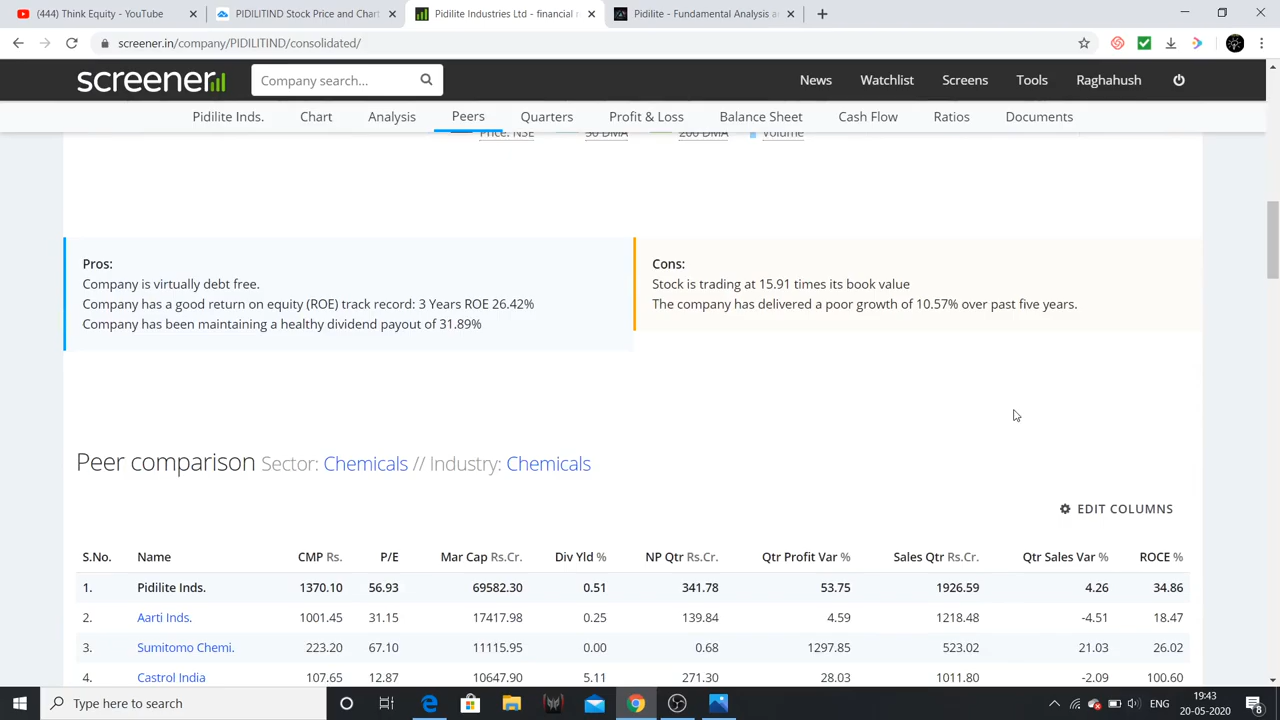 (444) Think Equity - YouTube
PIDILITIND Stock Price and Chart
Pidilite Industries Ltd - financial r
Pidilite - Fundamental Analysis a
screener.in/company/PIDILITIND/consolidated/
screener
Company search...
News
Watchlist
Screens
Tools
Raghahush
Pidilite Inds.
Chart
Analysis
Peers
Quarters
Profit & Loss
Balance Sheet
Cash Flow
Ratios
Documents
Price: NSE
50 DMA
200 DMA
Volume
Pros:
Company is virtually debt free.
Company has a good return on equity (ROE) track record: 3 Years ROE 26.42%
Company has been maintaining a healthy dividend payout of 31.89%
Cons:
Stock is trading at 15.91 times its book value
The company has delivered a poor growth of 10.57% over past five years.
Peer comparison Sector: Chemicals // Industry: Chemicals
EDIT COLUMNS
S.No. Name CMP Rs. P/E Mar Cap Rs.Cr. Div Yld % NP Qtr Rs.Cr. Qtr Profit Var % Sales Qtr Rs.Cr. Qtr Sales Var % ROCE %
1. Pidilite Inds. 1370.10 56.93 69582.30 0.51 341.78 53.75 1926.59 4.26 34.86
2. Aarti Inds. 1001.45 31.15 17417.98 0.25 139.84 4.59 1218.48 -4.51 18.47
3. Sumitomo Chemi. 223.20 67.10 11115.95 0.00 0.68 1297.85 523.02 21.03 26.02
4. Castrol India 107.65 12.87 10647.90 5.11 271.30 28.03 1011.80 -2.09 100.60
Type here to search
ENG
19:43
20-05-2020
8